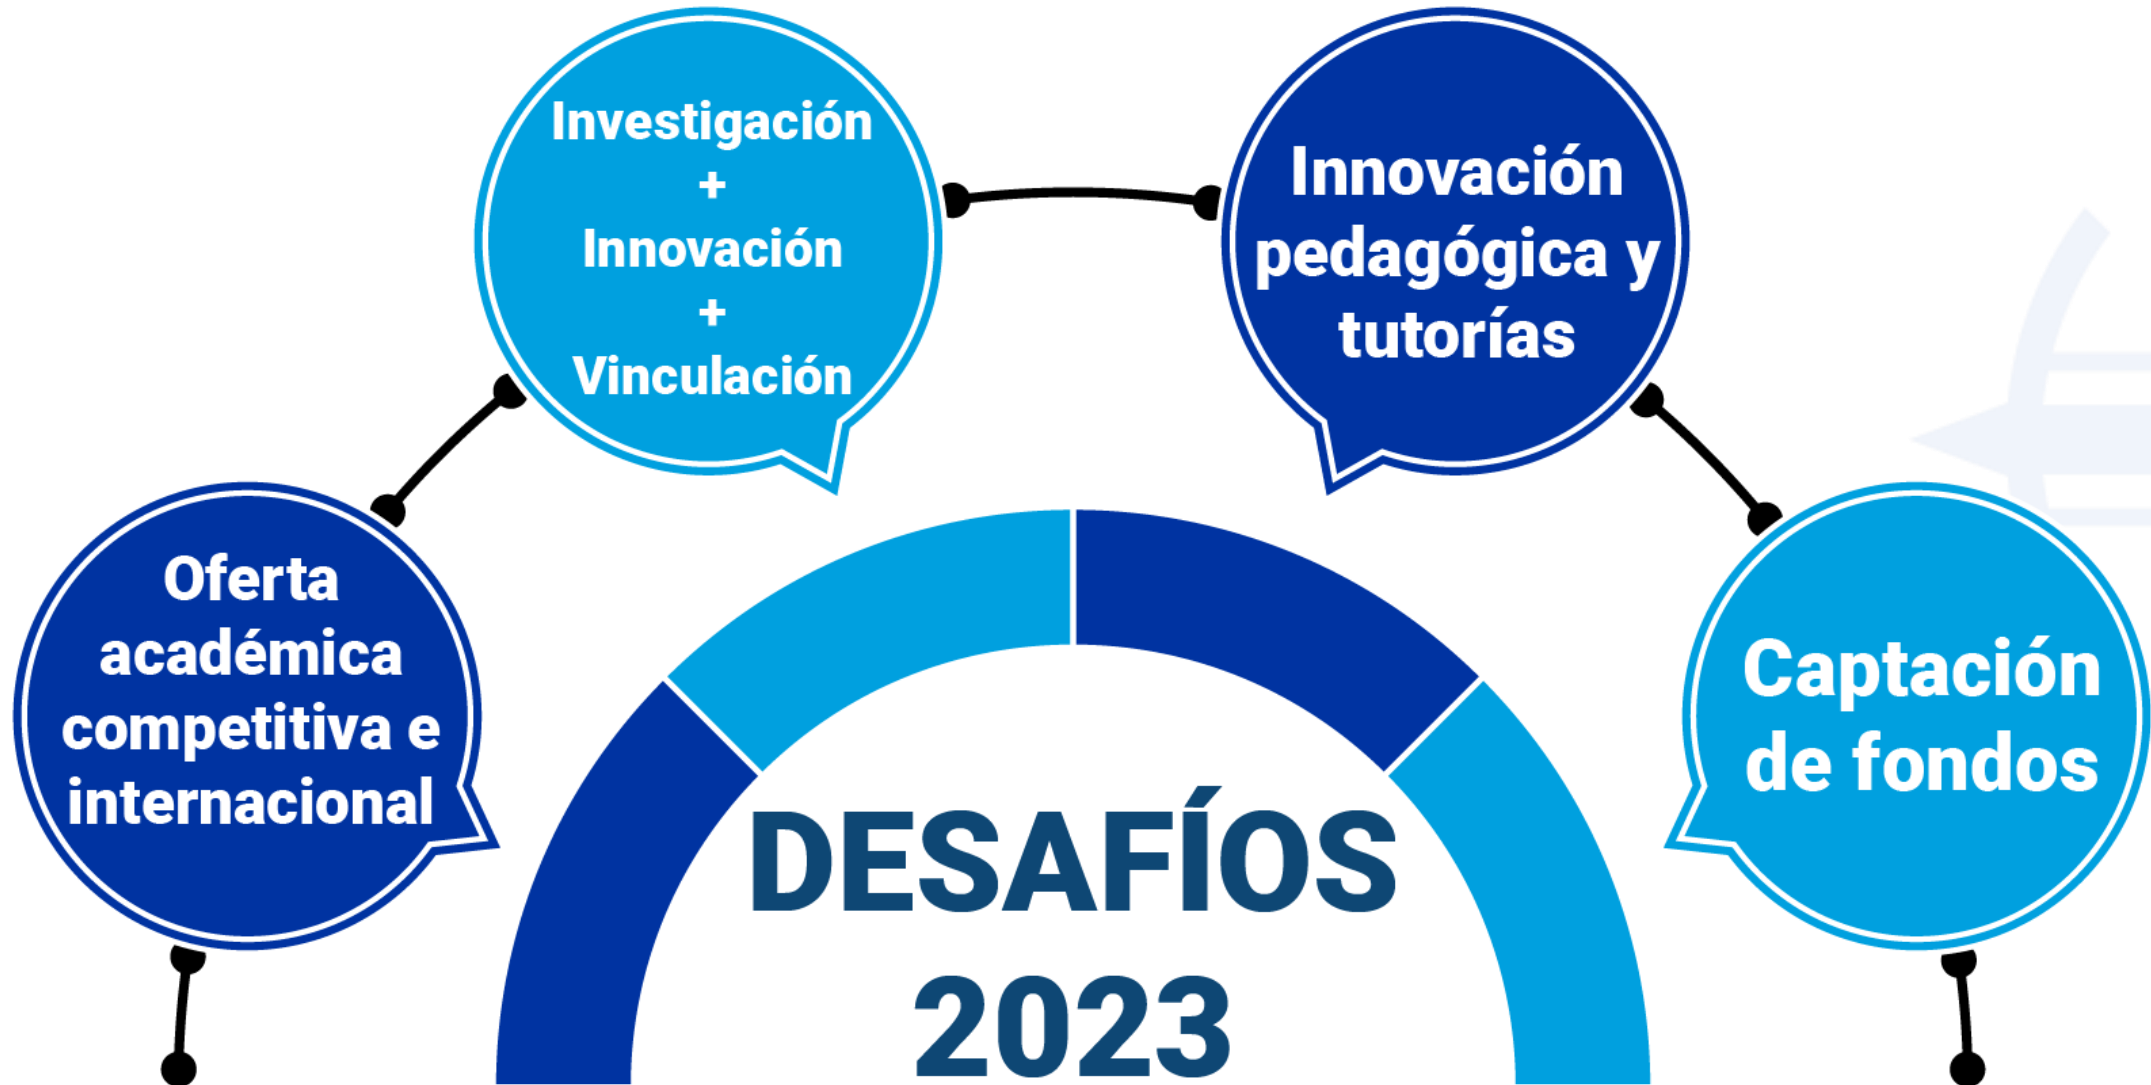 Investigación
+
Innovación
+
Vinculación
Innovación
pedagógica y
tutorías
Oferta
académica
competitiva e
internacional
Captación
de fondos
DESAFÍOS
2023